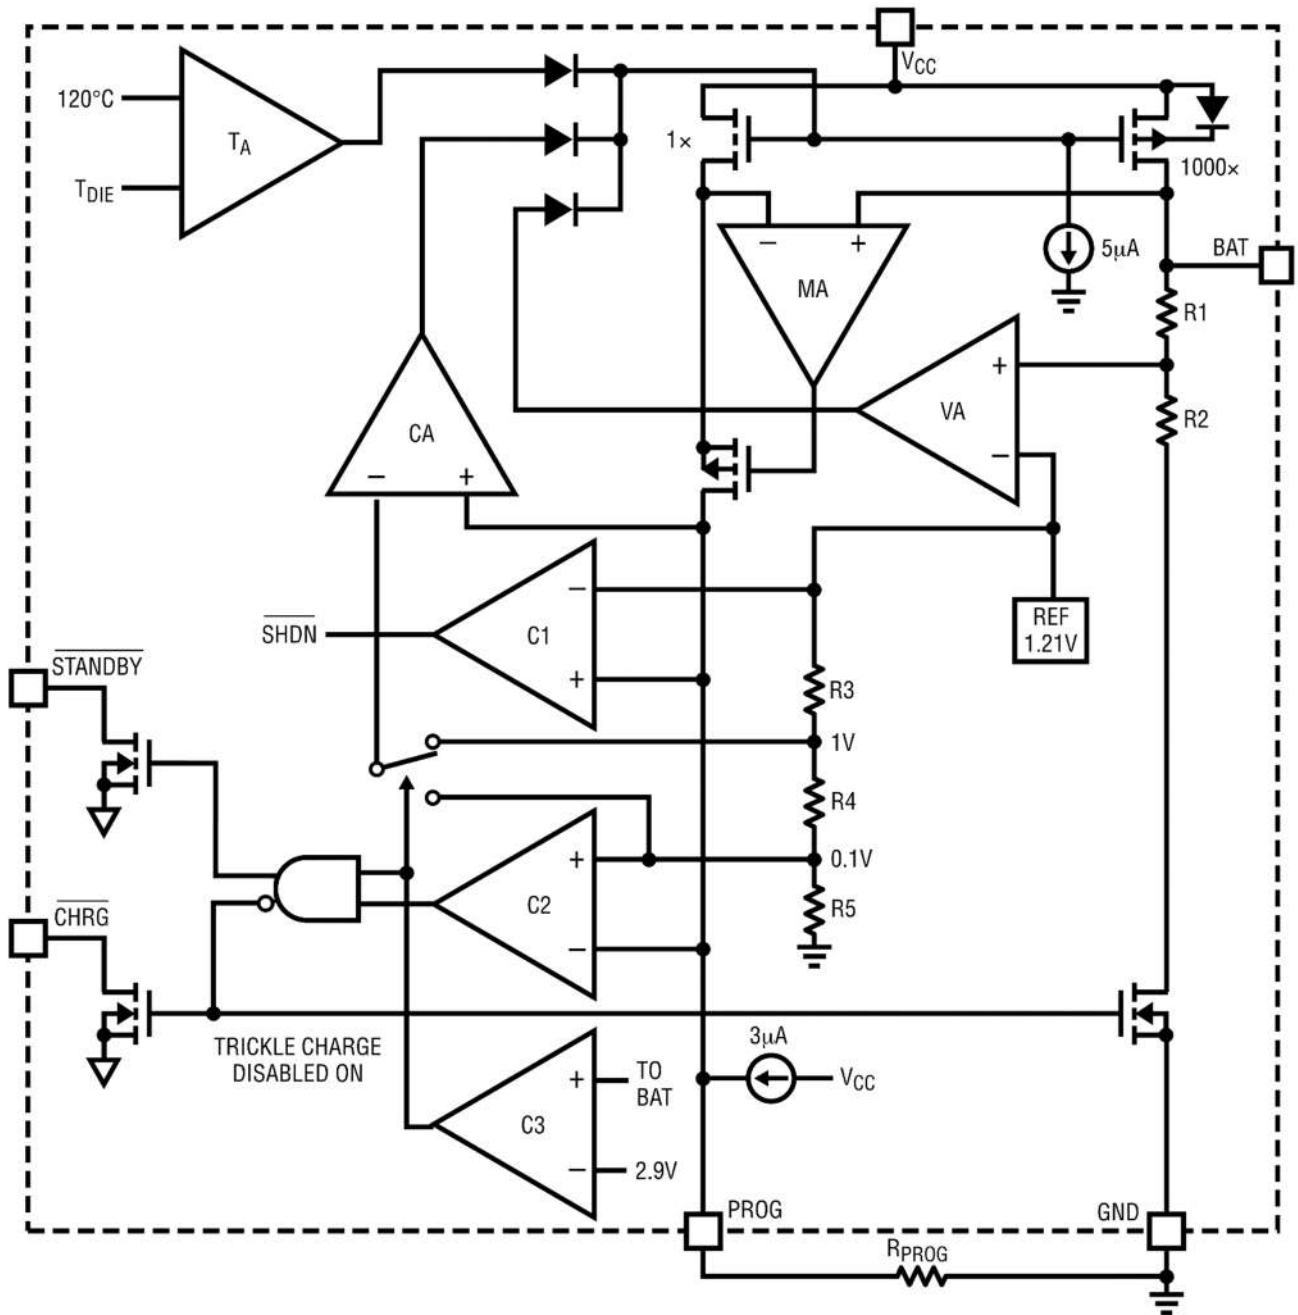 VCC
120°C
TA
TDIE
1×
1000×
– +
MA
5μA
BAT
R1
+
VA
–
R2
CA
– +
REF
1.21V
–
C1
+
SHDN
STANDBY
R3
1V
R4
+
0.1V
C2
–
R5
CHRG
TRICKLE CHARGE
DISABLED ON
3μA
VCC
+
TO
BAT
C3
–
2.9V
PROG
GND
RPROG